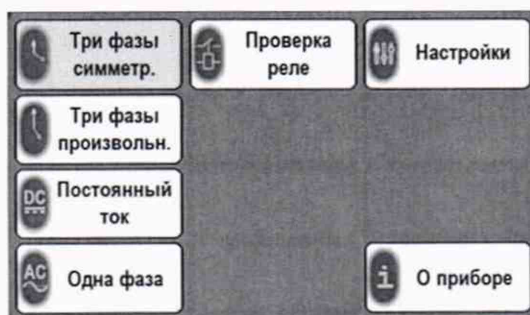 Три фазы
симметр.
Проверка
реле
Настройки
Три фазы
произвольн.
DC
Постоянный
ток
AC
Одна фаза
i
О приборе